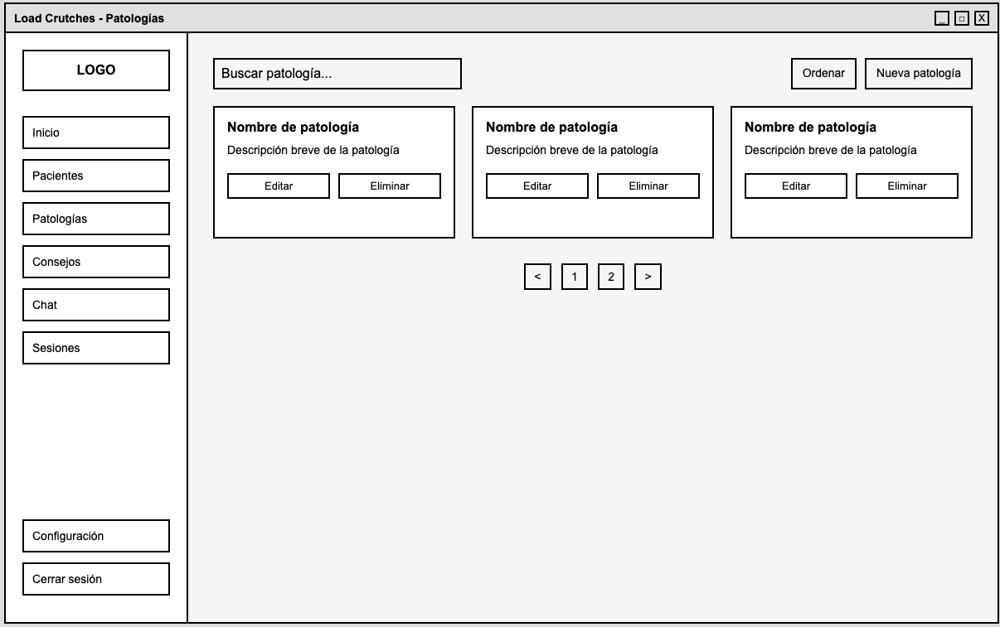 Load Crutches - Patologías
_ □ X
LOGO
Inicio
Pacientes
Patologías
Consejos
Chat
Sesiones
Configuración
Cerrar sesión
Buscar patología...
Ordenar
Nueva patología
Nombre de patología
Descripción breve de la patología
Editar
Eliminar
Nombre de patología
Descripción breve de la patología
Editar
Eliminar
Nombre de patología
Descripción breve de la patología
Editar
Eliminar
< 1 2 >